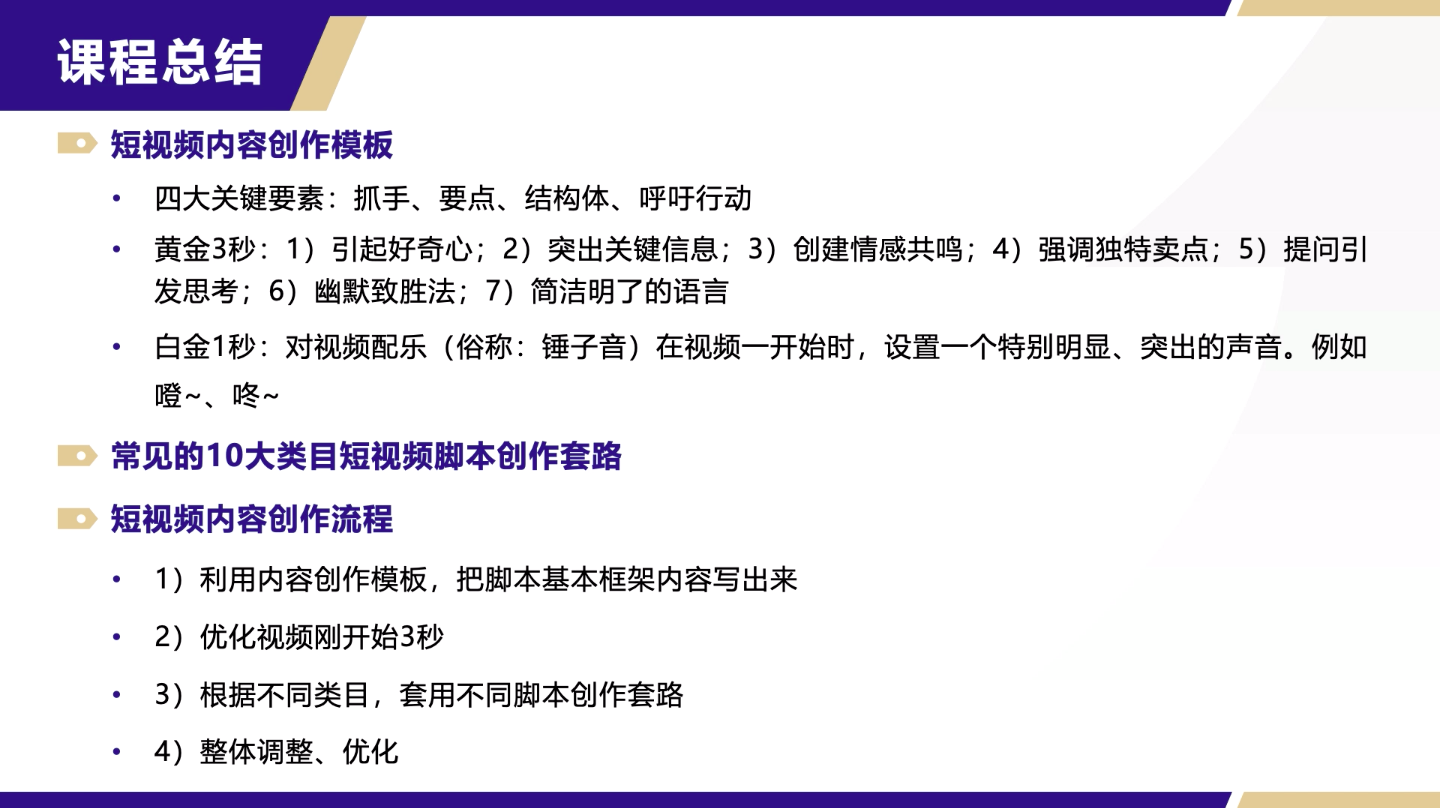 课程总结
短视频内容创作模板
• 四大关键要素：抓手、要点、结构体、呼吁行动
• 黄金3秒：1）引起好奇心；2）突出关键信息；3）创建情感共鸣；4）强调独特卖点；5）提问引
发思考；6）幽默致胜法；7）简洁明了的语言
• 白金1秒：对视频配乐（俗称：锤子音）在视频一开始时，设置一个特别明显、突出的声音。例如
噔~、咚~
常见的10大类目短视频脚本创作套路
短视频内容创作流程
• 1）利用内容创作模板，把脚本基本框架内容写出来
• 2）优化视频刚开始3秒
• 3）根据不同类目，套用不同脚本创作套路
• 4）整体调整、优化